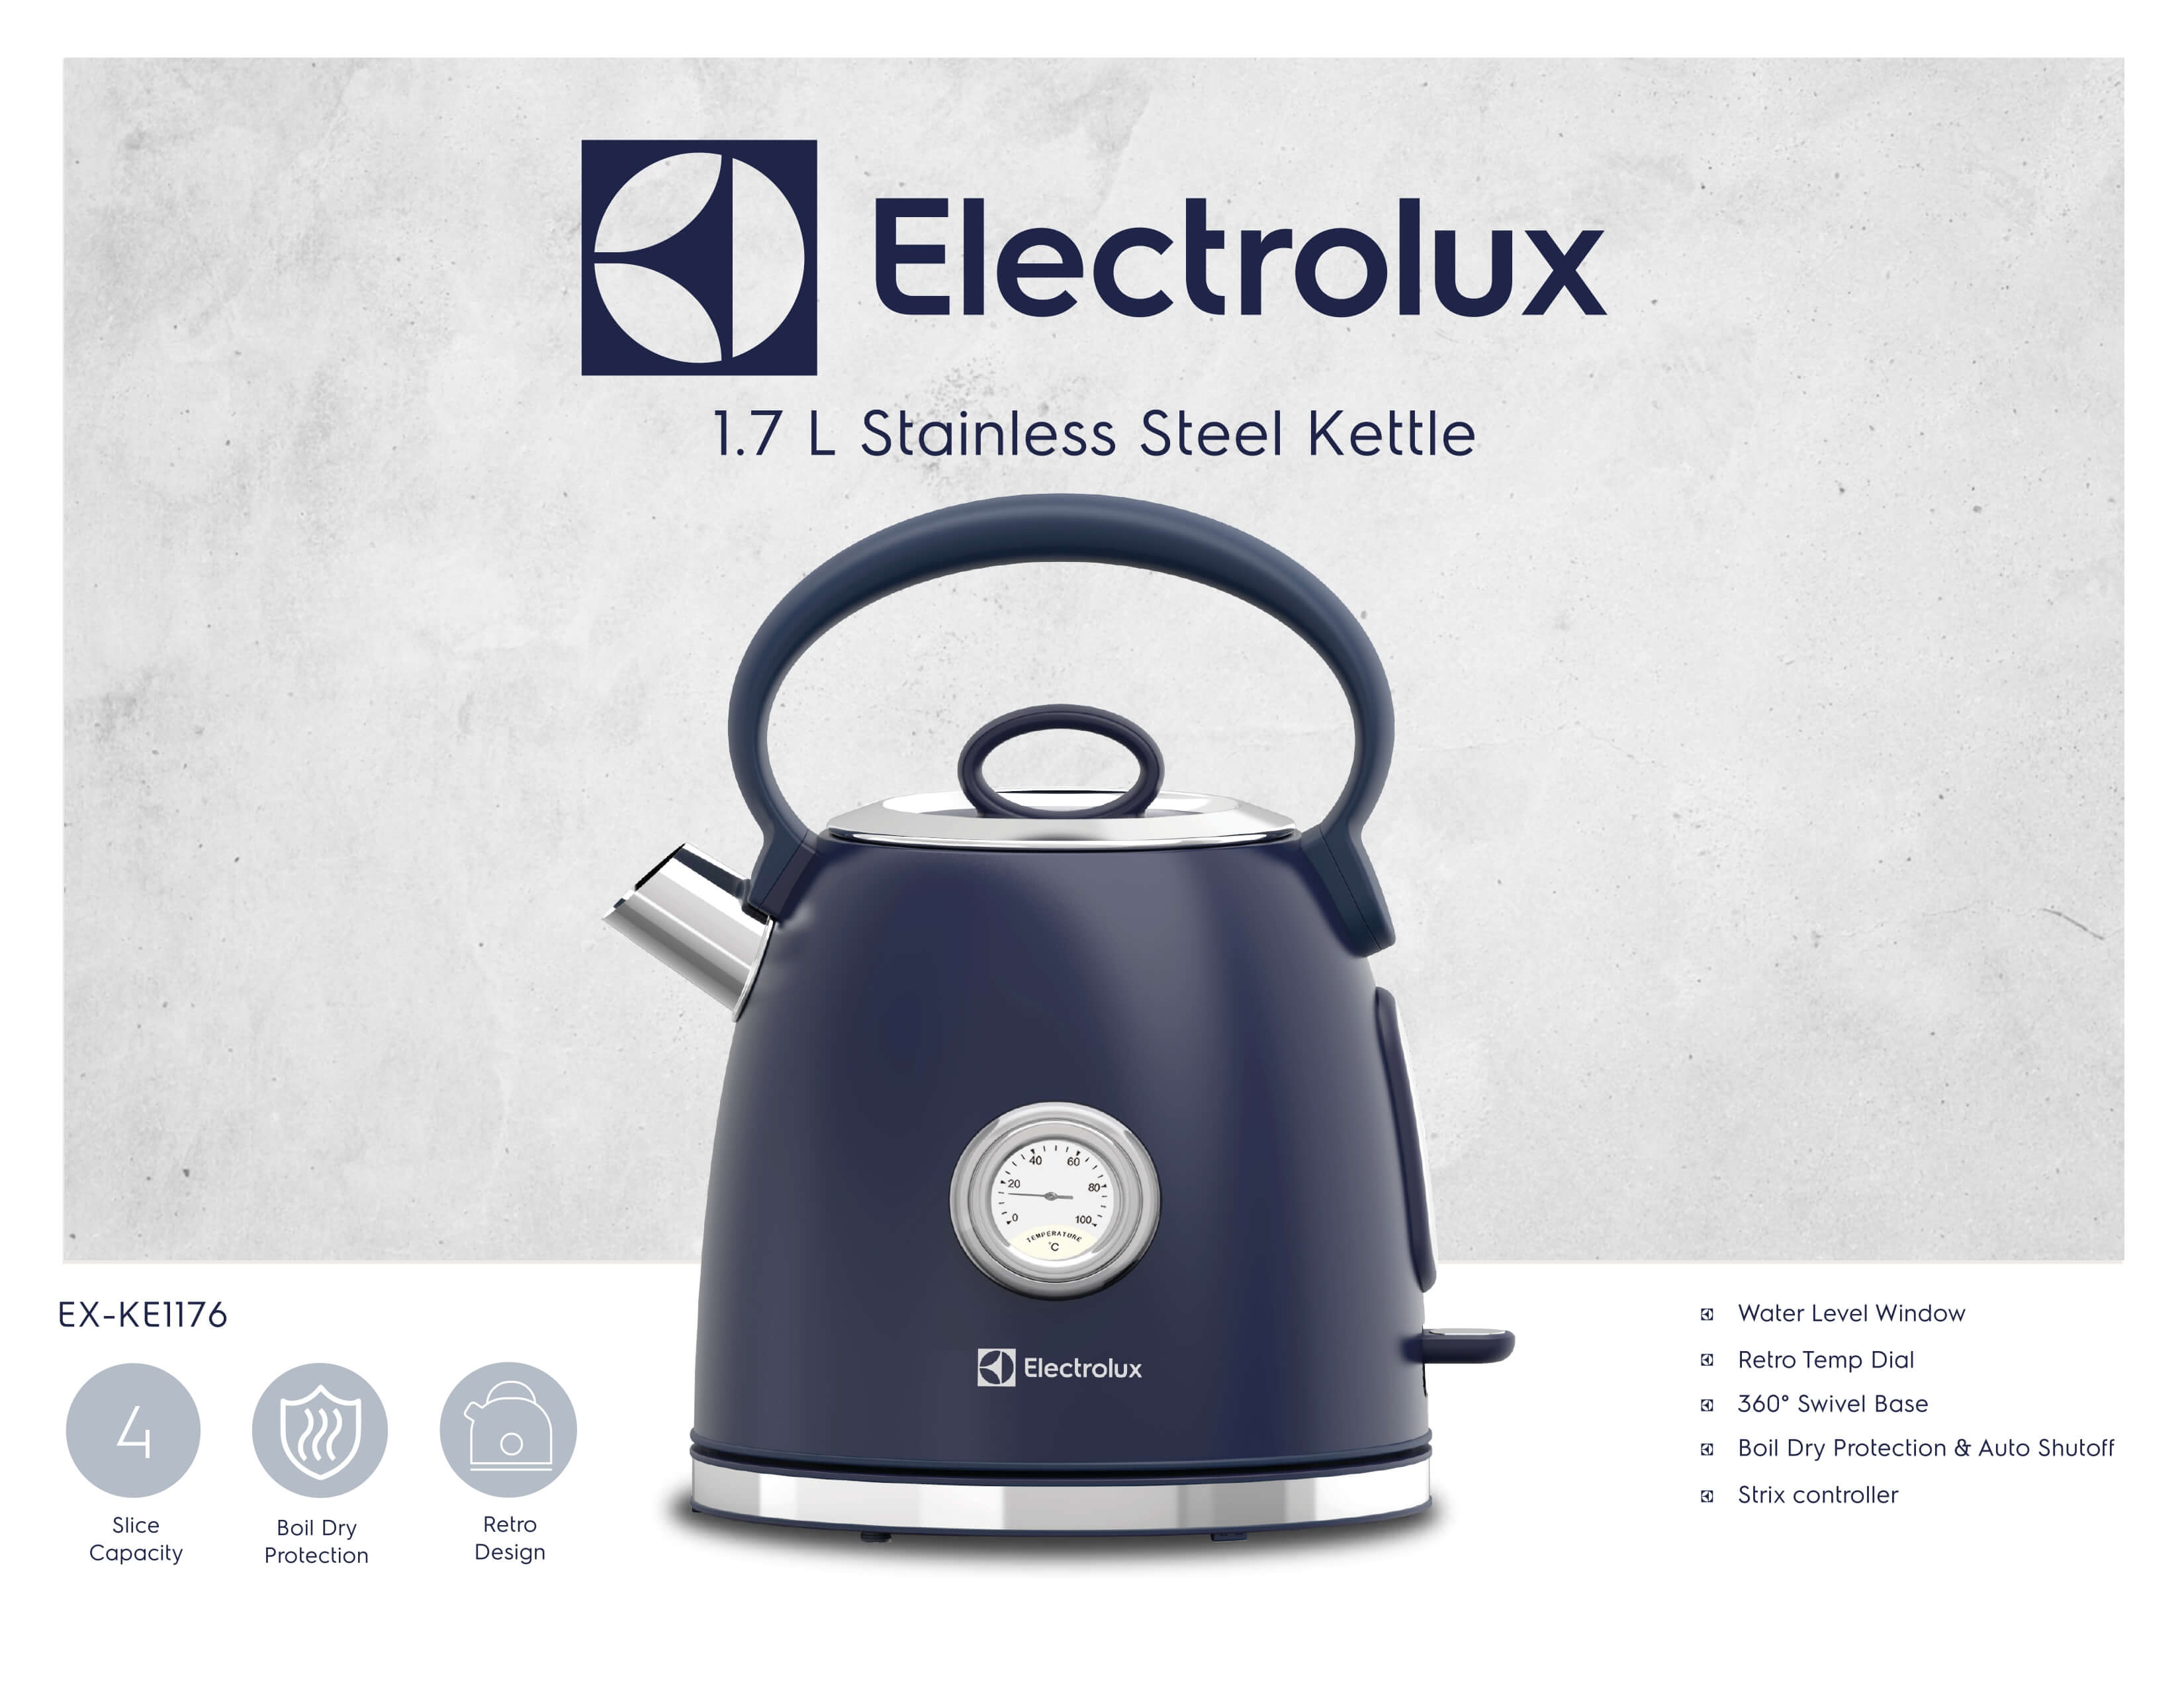 Electrolux
1.7 L Stainless Steel Kettle
40 60
20 80
0 100
TEMPERATURE
°C
Electrolux
EX-KE1176
4
Slice
Capacity
Boil Dry
Protection
Retro
Design
Water Level Window
Retro Temp Dial
360° Swivel Base
Boil Dry Protection & Auto Shutoff
Strix controller